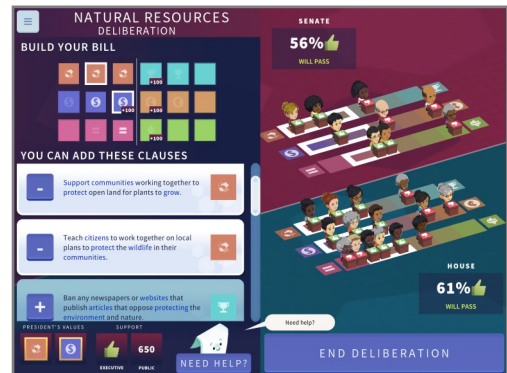 NATURAL RESOURCES
DELIBERATION
BUILD YOUR BILL
+100
+100
+100
+100
YOU CAN ADD THESE CLAUSES
Support communities working together to
protect open land for plants to grow.
Teach citizens to work together on local
plans to protect the wildlife in their
communities.
Ban any newspapers or websites that
publish articles that oppose protecting the
environment and nature.
PRESIDENT'S VALUES
SUPPORT
650
EXECUTIVE
PUBLIC
NEED HELP?
Need help?
SENATE
56%
WILL PASS
HOUSE
61%
WILL PASS
END DELIBERATION